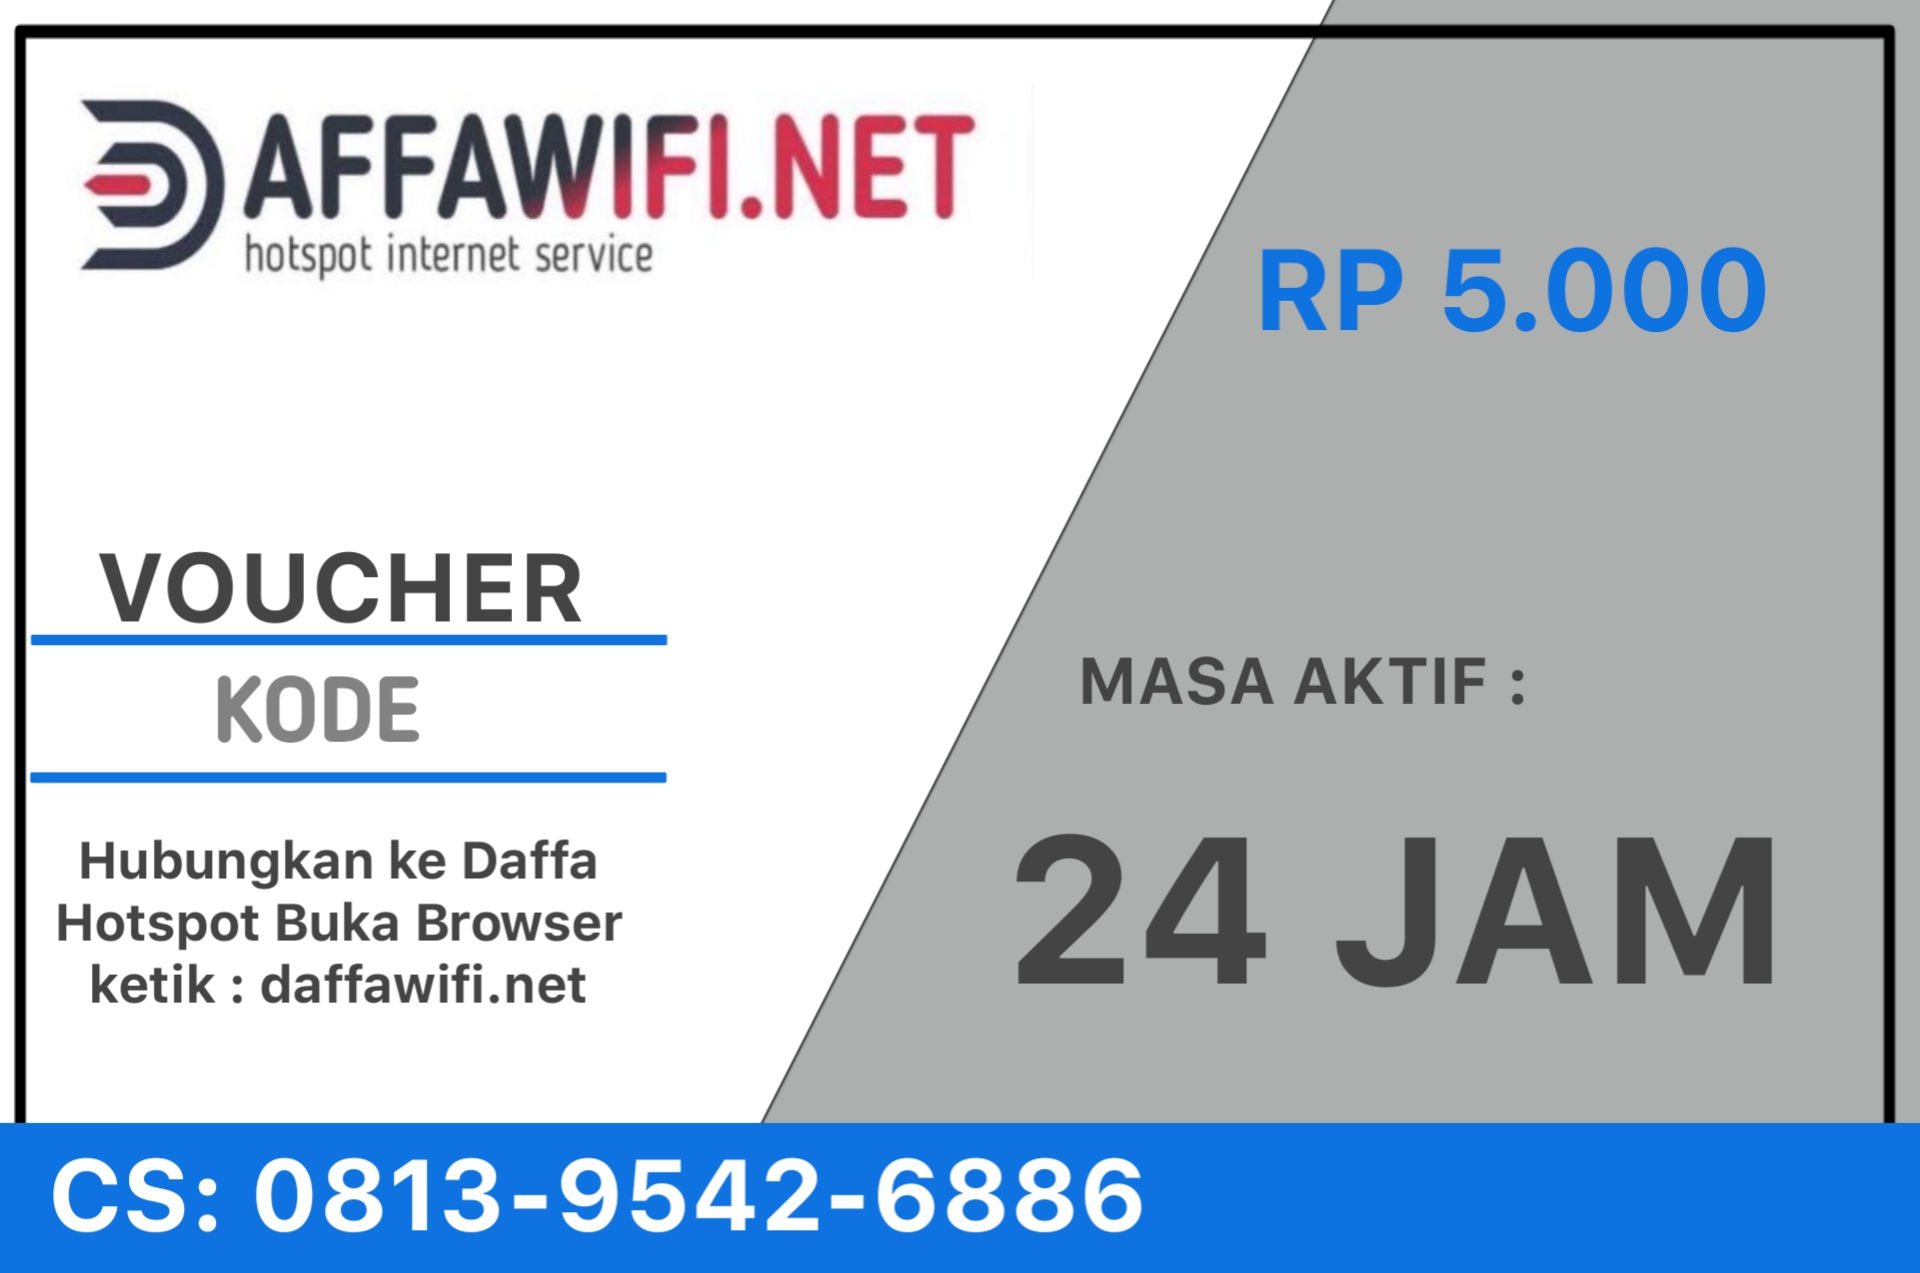 DAFFAWIFI.NET
hotspot internet service
RP 5.000
VOUCHER
KODE
Hubungkan ke Daffa
Hotspot Buka Browser
ketik : daffawifi.net
MASA AKTIF :
24 JAM
CS: 0813-9542-6886